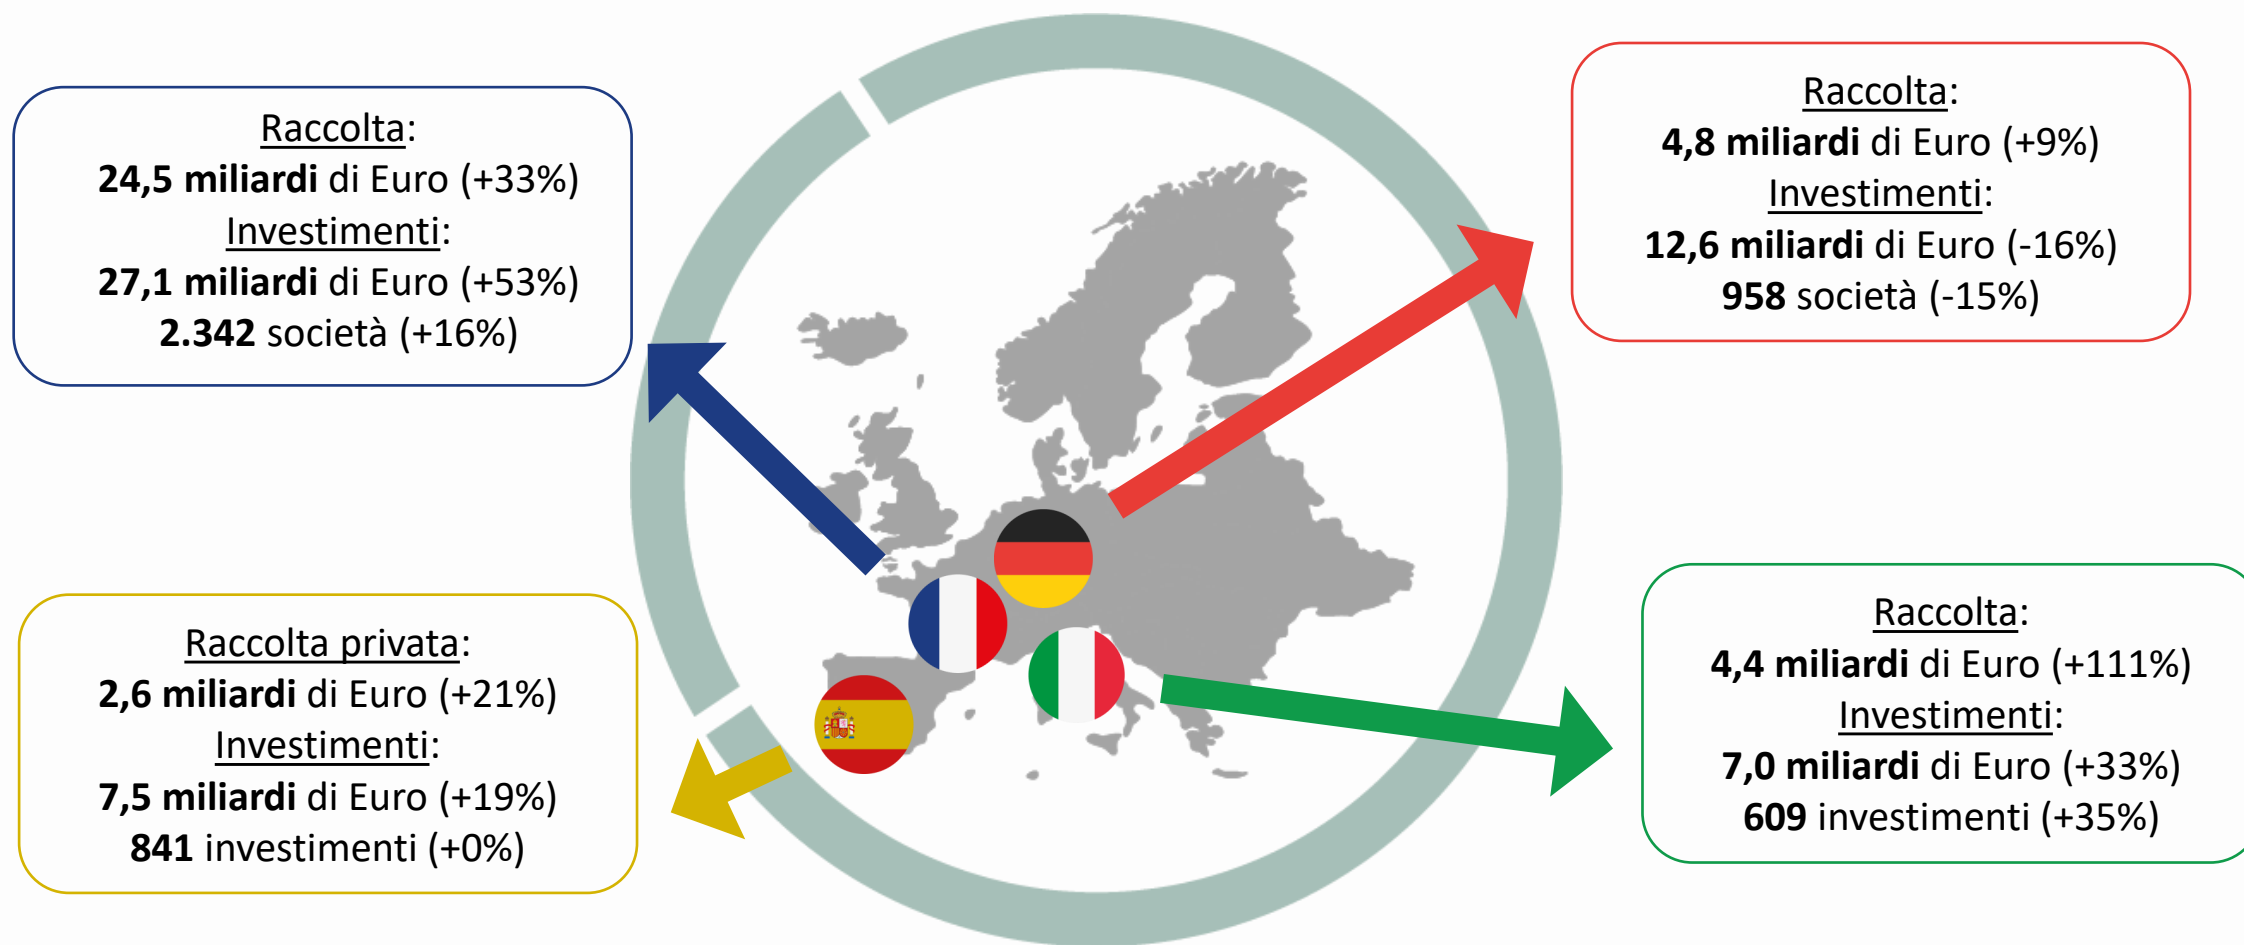 Raccolta:
24,5 miliardi di Euro (+33%)
Investimenti:
27,1 miliardi di Euro (+53%)
2.342 società (+16%)
Raccolta:
4,8 miliardi di Euro (+9%)
Investimenti:
12,6 miliardi di Euro (-16%)
958 società (-15%)
Raccolta privata:
2,6 miliardi di Euro (+21%)
Investimenti:
7,5 miliardi di Euro (+19%)
841 investimenti (+0%)
Raccolta:
4,4 miliardi di Euro (+111%)
Investimenti:
7,0 miliardi di Euro (+33%)
609 investimenti (+35%)